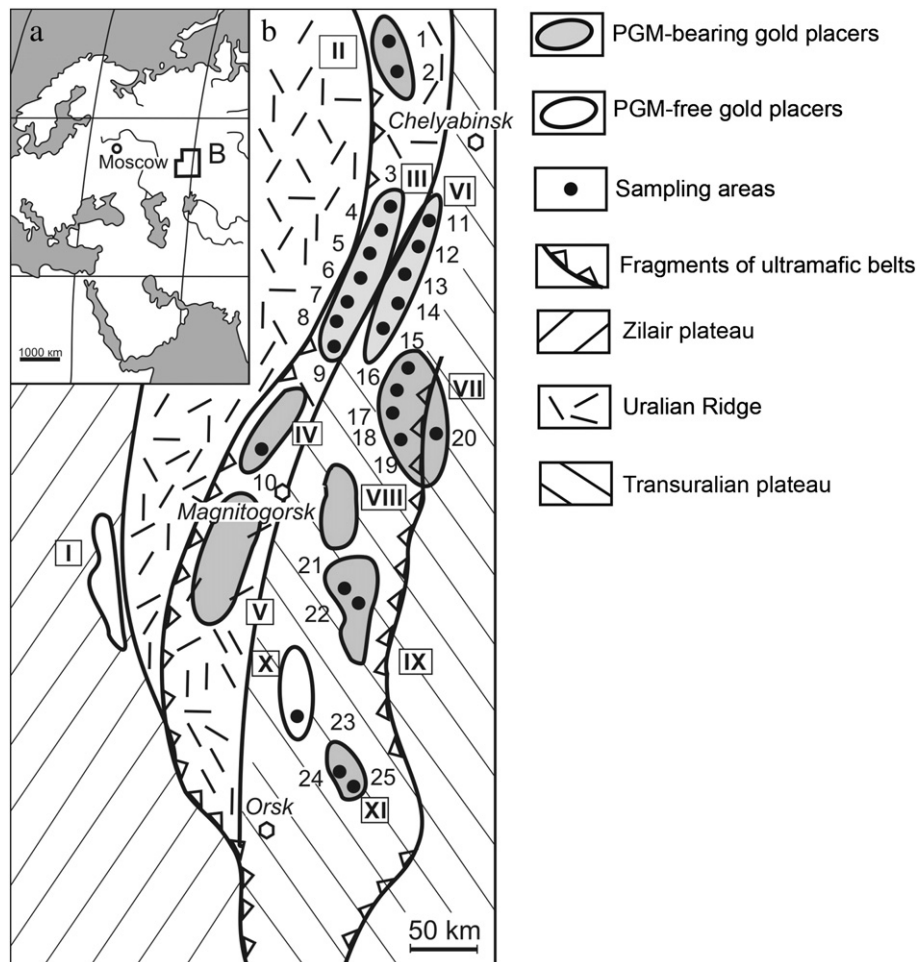 a
b
II
1
2
Chelyabinsk
Moscow
B
3
III
VI
4
11
5
12
6
13
7
14
8
15
1000 км
9
16
VII
17
IV
18
20
19
10
VIII
Magnitogorsk
I
21
22
V
X
IX
23
24
25
XI
Orsk
50 km
PGM-bearing gold placers
PGM-free gold placers
Sampling areas
Fragments of ultramafic belts
Zilair plateau
Uralian Ridge
Transuralian plateau